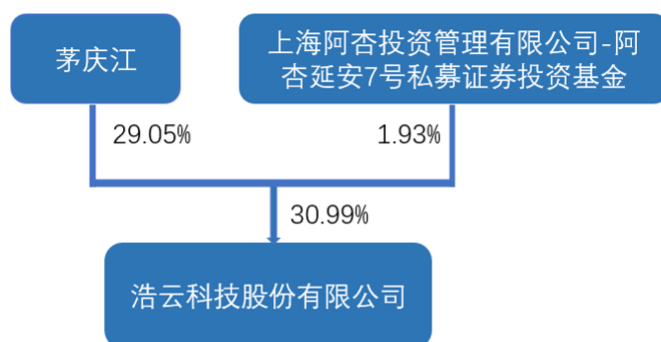 茅庆江
上海阿杏投资管理有限公司-阿
杏延安7号私募证券投资基金
29.05%
1.93%
30.99%
浩云科技股份有限公司